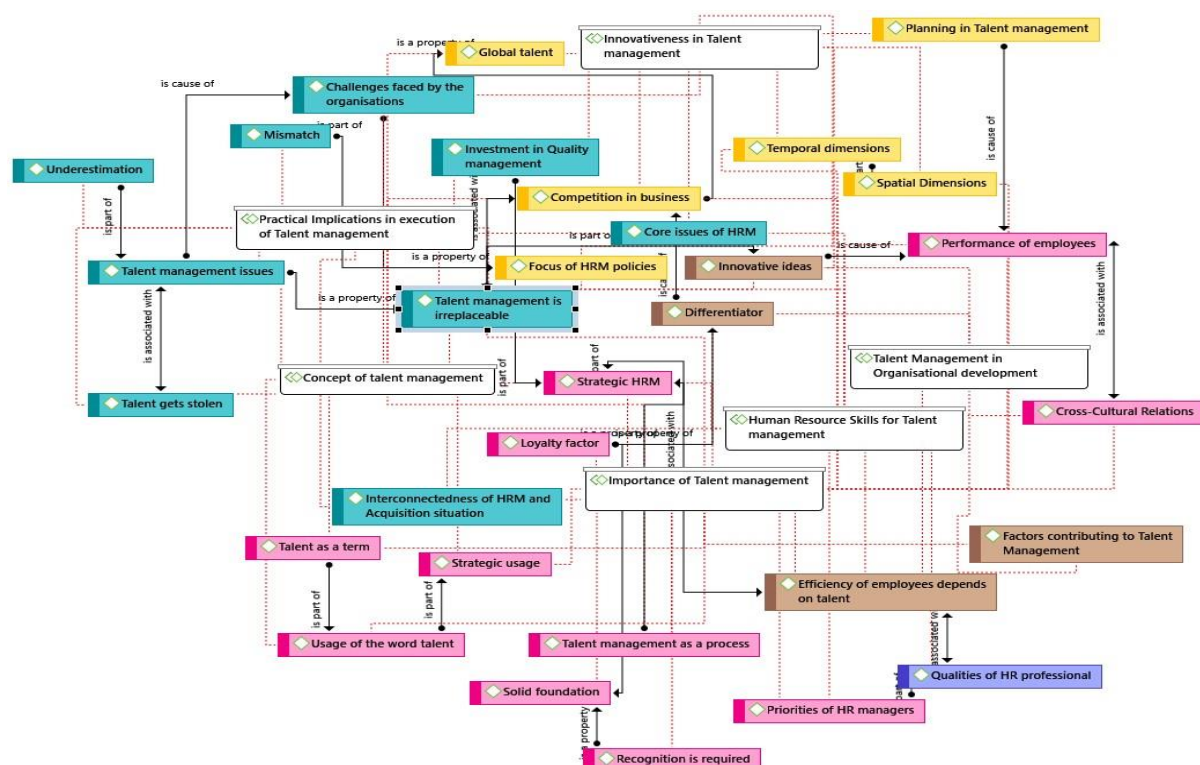 is a property of
Global talent
Innovativeness in Talent
management
Planning in Talent management
is cause of
Challenges faced by the
organisations
is part of
Mismatch
Investment in Quality
management
Temporal dimensions
is cause of
Underestimation
Spatial Dimensions
Competition in business
is part of
Practical Implications in execution
of Talent management
is part of
Core issues of HRM
is cause of
Performance of employees
Talent management issues
is a property of
Focus of HRM policies
Innovative ideas
is a property of
Talent management is
irreplaceable
Differentiator
is associated with
is associated with
Concept of talent management
is part of
Strategic HRM
Talent Management in
Organisational development
Talent gets stolen
Cross-Cultural Relations
Human Resource Skills for Talent
management
Loyalty factor
Importance of Talent management
Interconnectedness of HRM and
Acquisition situation
Talent as a term
Strategic usage
Factors contributing to Talent
Management
is part of
is part of
Efficiency of employees depends
on talent
Usage of the word talent
Talent management as a process
Qualities of HR professional
Solid foundation
Priorities of HR managers
Recognition is required